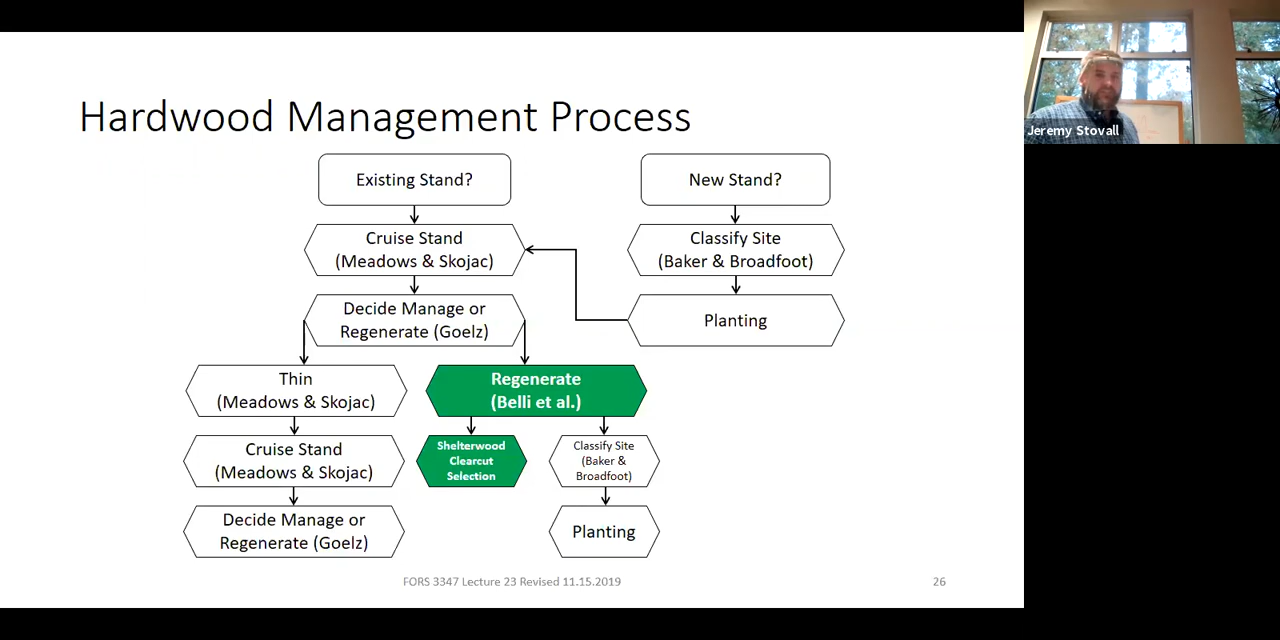 Hardwood Management Process
Jeremy Stovall
Existing Stand?
New Stand?
Cruise Stand
(Meadows & Skojac)
Classify Site
(Baker & Broadfoot)
Decide Manage or
Regenerate (Goelz)
Planting
Thin
(Meadows & Skojac)
Regenerate
(Belli et al.)
Cruise Stand
(Meadows & Skojac)
Shelterwood
Clearcut
Selection
Classify Site
(Baker &
Broadfoot)
Decide Manage or
Regenerate (Goelz)
Planting
FORS 3347 Lecture 23 Revised 11.15.2019
26